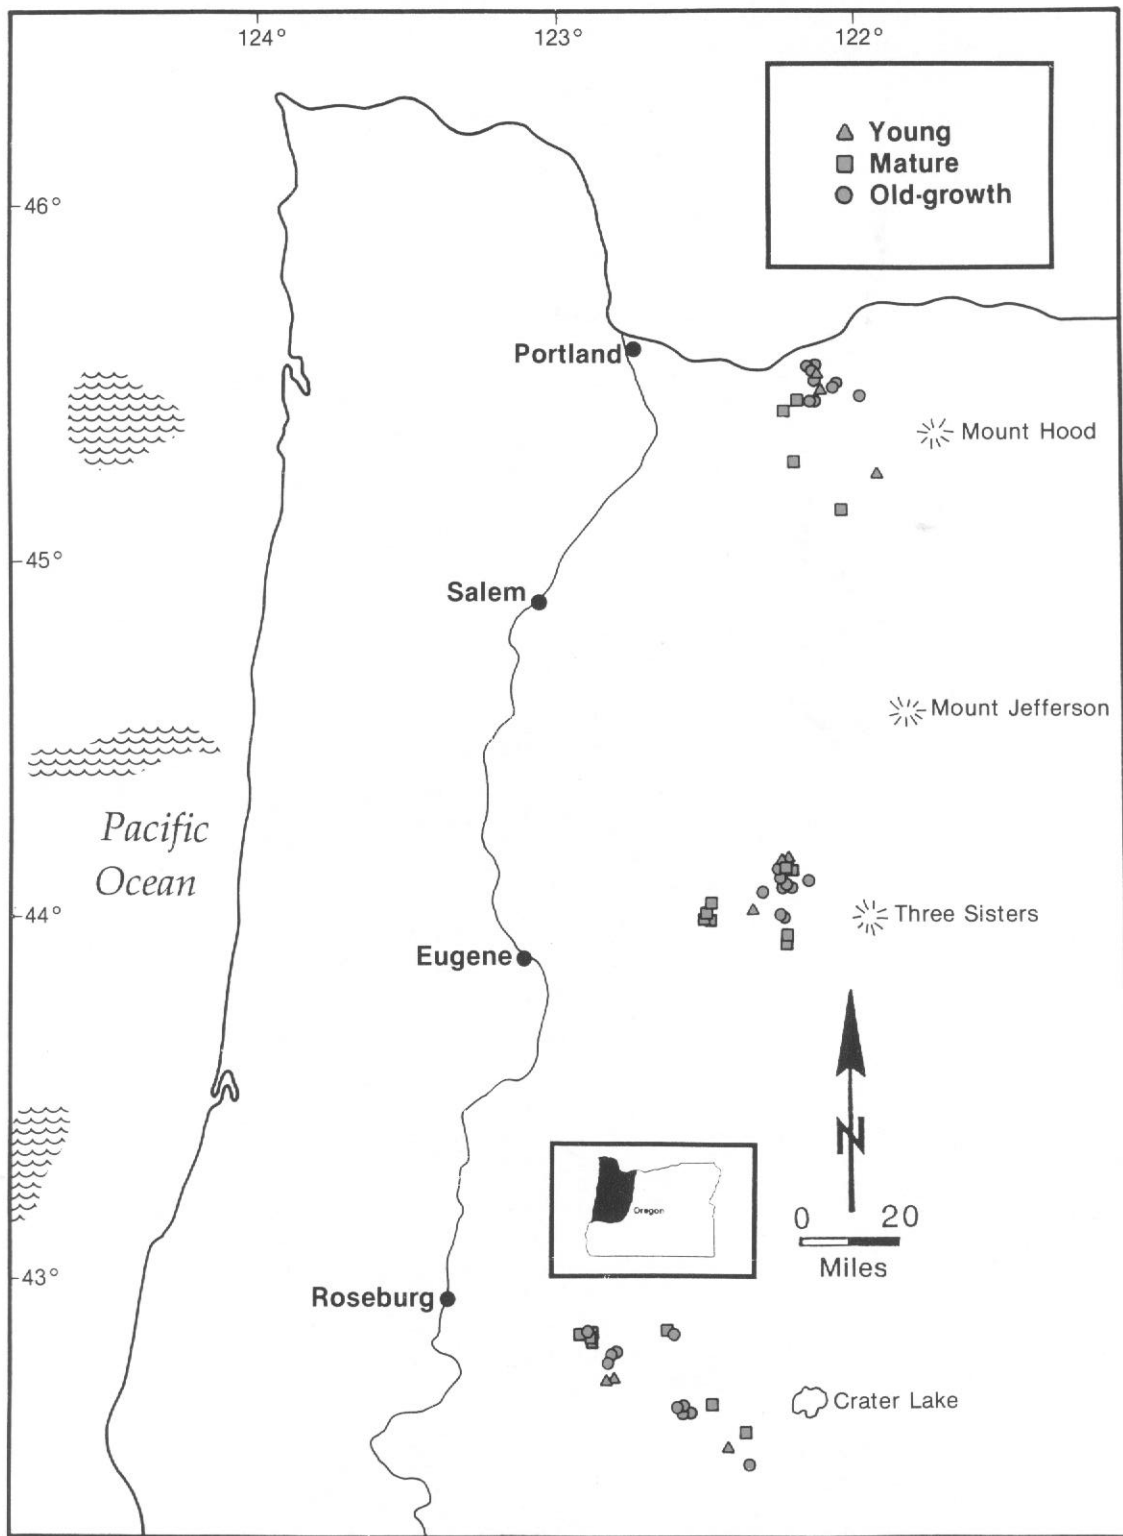 124° 123° 122°
Young
Mature
Old-growth
46°
Portland
Mount Hood
45°
Salem
Mount Jefferson
Pacific
Ocean
44°
Three Sisters
Eugene
N
Oregon
0 20
Miles
43°
Roseburg
Crater Lake